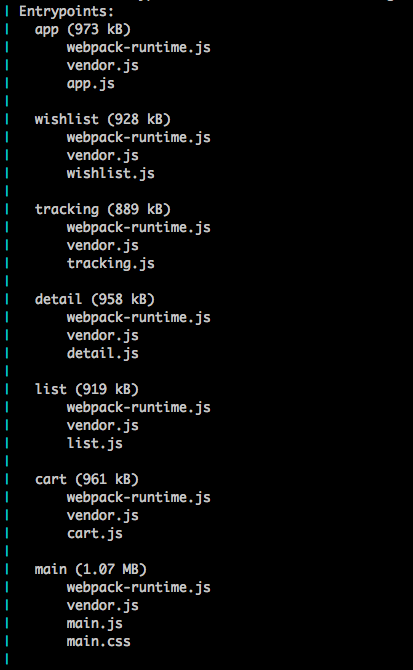 Entrypoints:
app (973 kB)
webpack-runtime.js
vendor.js
app.js
wishlist (928 kB)
webpack-runtime.js
vendor.js
wishlist.js
tracking (889 kB)
webpack-runtime.js
vendor.js
tracking.js
detail (958 kB)
webpack-runtime.js
vendor.js
detail.js
list (919 kB)
webpack-runtime.js
vendor.js
list.js
cart (961 kB)
webpack-runtime.js
vendor.js
cart.js
main (1.07 MB)
webpack-runtime.js
vendor.js
main.js
main.css